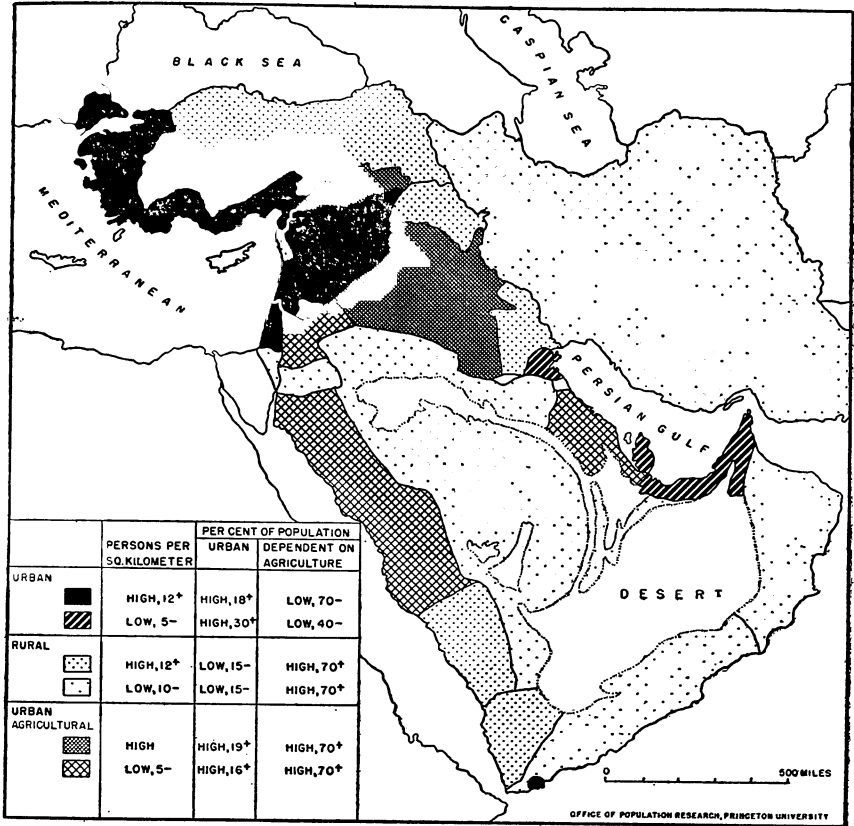 BLACK SEA
CASPIAN SEA
MEDITERRANEAN
PERSIAN GULF
DESERT
PER CENT OF POPULATION
PERSONS PER SQ. KILOMETER
URBAN
DEPENDENT ON AGRICULTURE
URBAN
HIGH, 12+ HIGH, 18+ LOW, 70-
LOW, 5- HIGH, 30+ LOW, 40-
RURAL
HIGH, 12+ LOW, 15- HIGH, 70+
LOW, 10- LOW, 15- HIGH, 70+
URBAN
AGRICULTURAL
HIGH HIGH, 19+ HIGH, 70+
LOW, 5- HIGH, 16+ HIGH, 70+
0 500 MILES
OFFICE OF POPULATION RESEARCH, PRINCETON UNIVERSITY